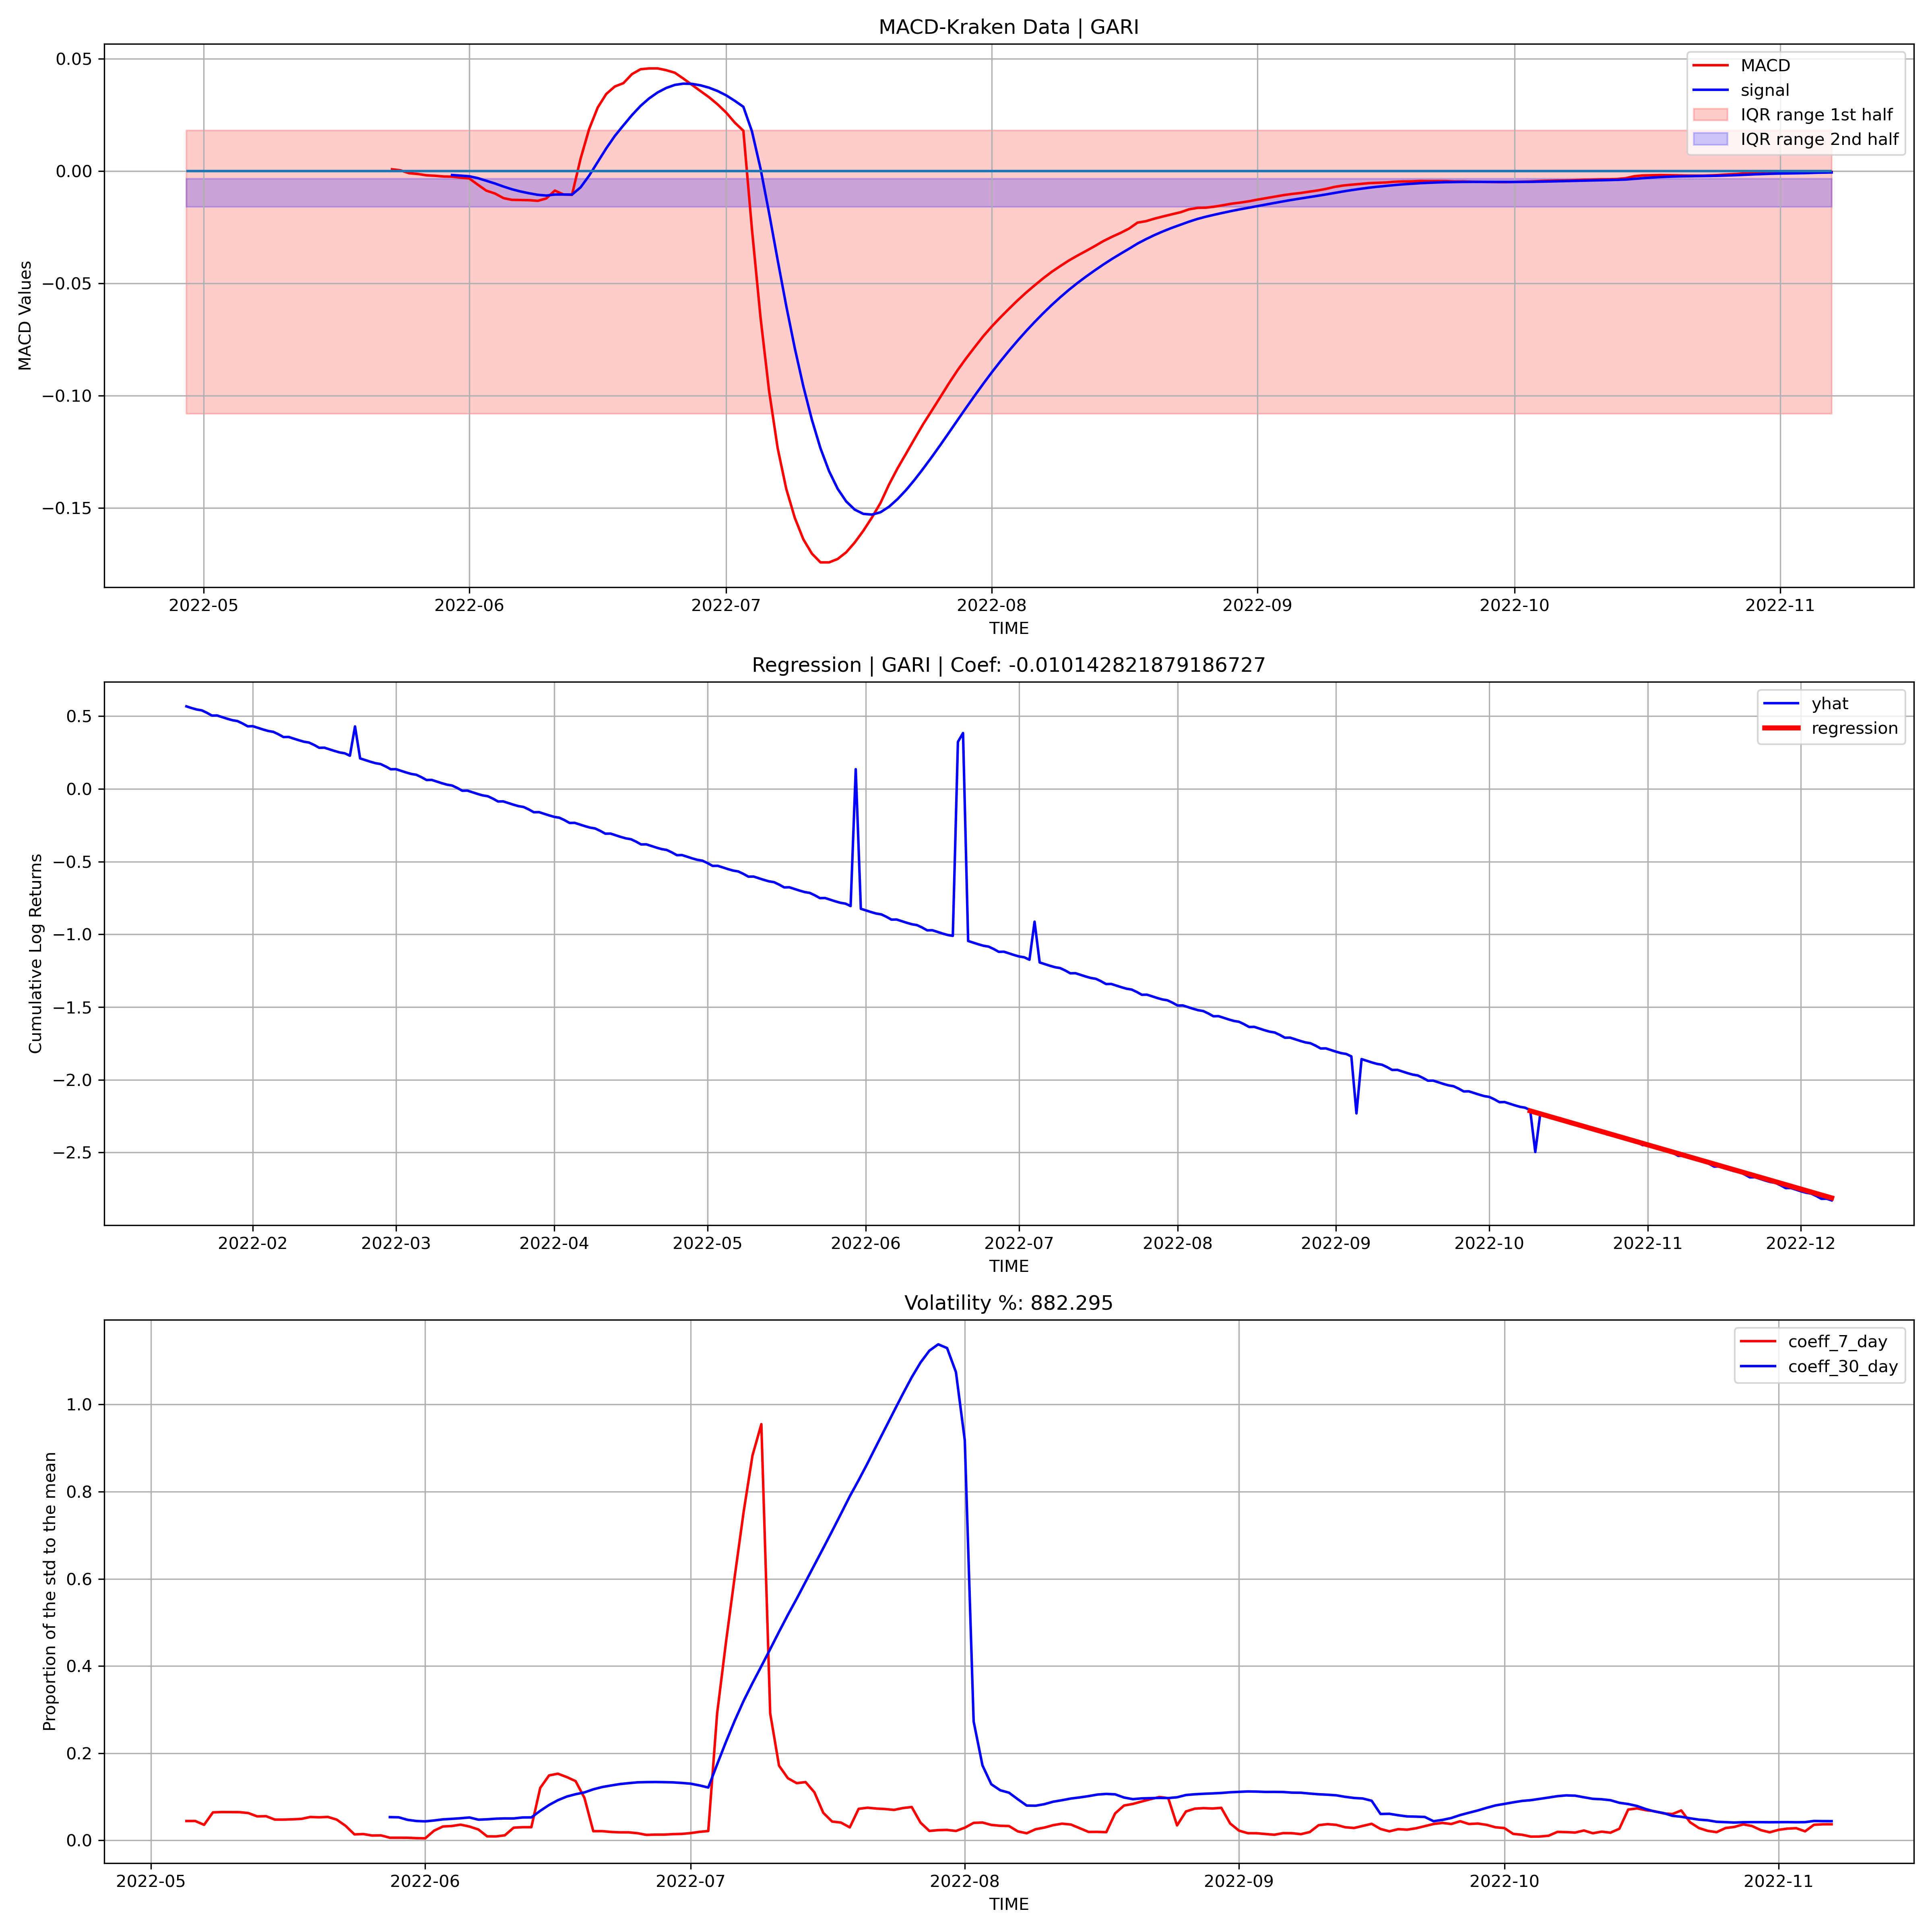 MACD-Kraken Data | GARI
MACD Values
0.05
0.00
−0.05
−0.10
−0.15
MACD
signal
IQR range 1st half
IQR range 2nd half
2022-05 2022-06 2022-07 2022-08 2022-09 2022-10 2022-11
TIME
Regression | GARI | Coef: -0.010142821879186727
Cumulative Log Returns
0.5
0.0
−0.5
−1.0
−1.5
−2.0
−2.5
yhat
regression
2022-02 2022-03 2022-04 2022-05 2022-06 2022-07 2022-08 2022-09 2022-10 2022-11 2022-12
TIME
Volatility %: 882.295
Proportion of the std to the mean
1.0
0.8
0.6
0.4
0.2
0.0
coeff_7_day
coeff_30_day
2022-05 2022-06 2022-07 2022-08 2022-09 2022-10 2022-11
TIME